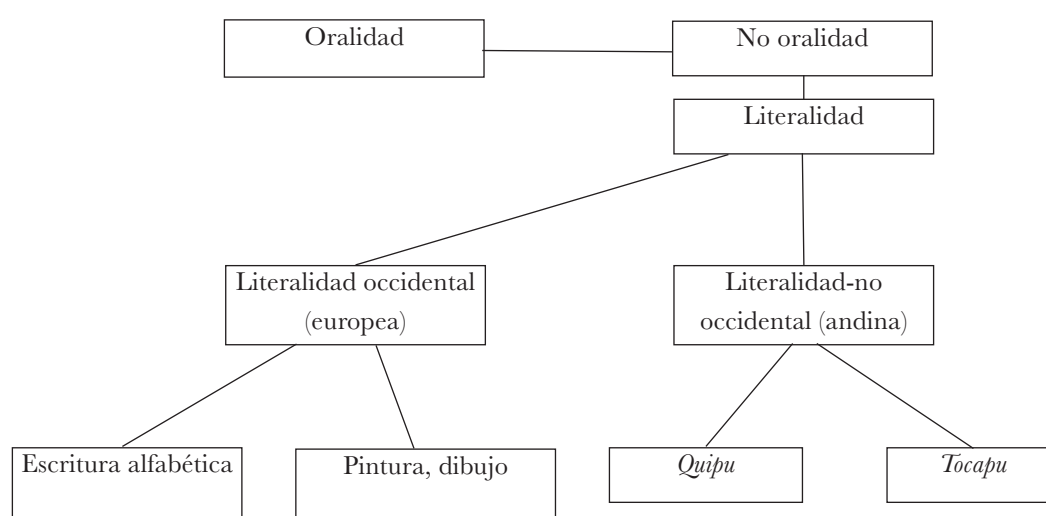 Oralidad
No oralidad
Literalidad
Literalidad occidental
(europea)
Literalidad-no
occidental (andina)
Escritura alfabética
Pintura, dibujo
Quipu
Tocapu